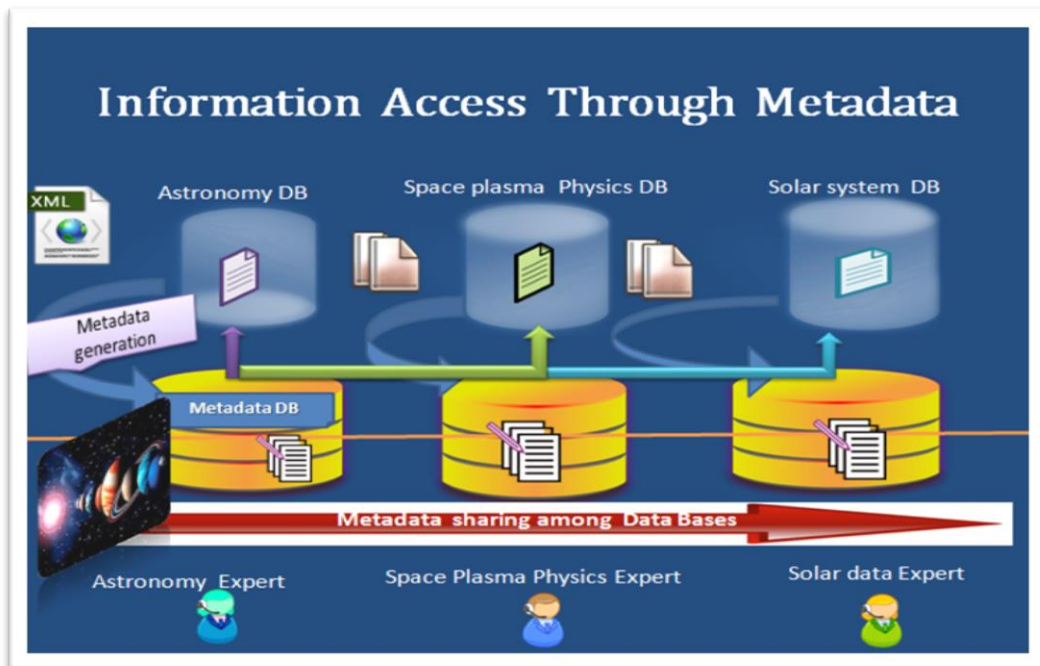 Information Access Through Metadata
XML
Astronomy DB
Space plasma Physics DB
Solar system DB
Metadata
generation
Metadata DB
Metadata sharing among Data Bases
Astronomy Expert
Space Plasma Physics Expert
Solar data Expert